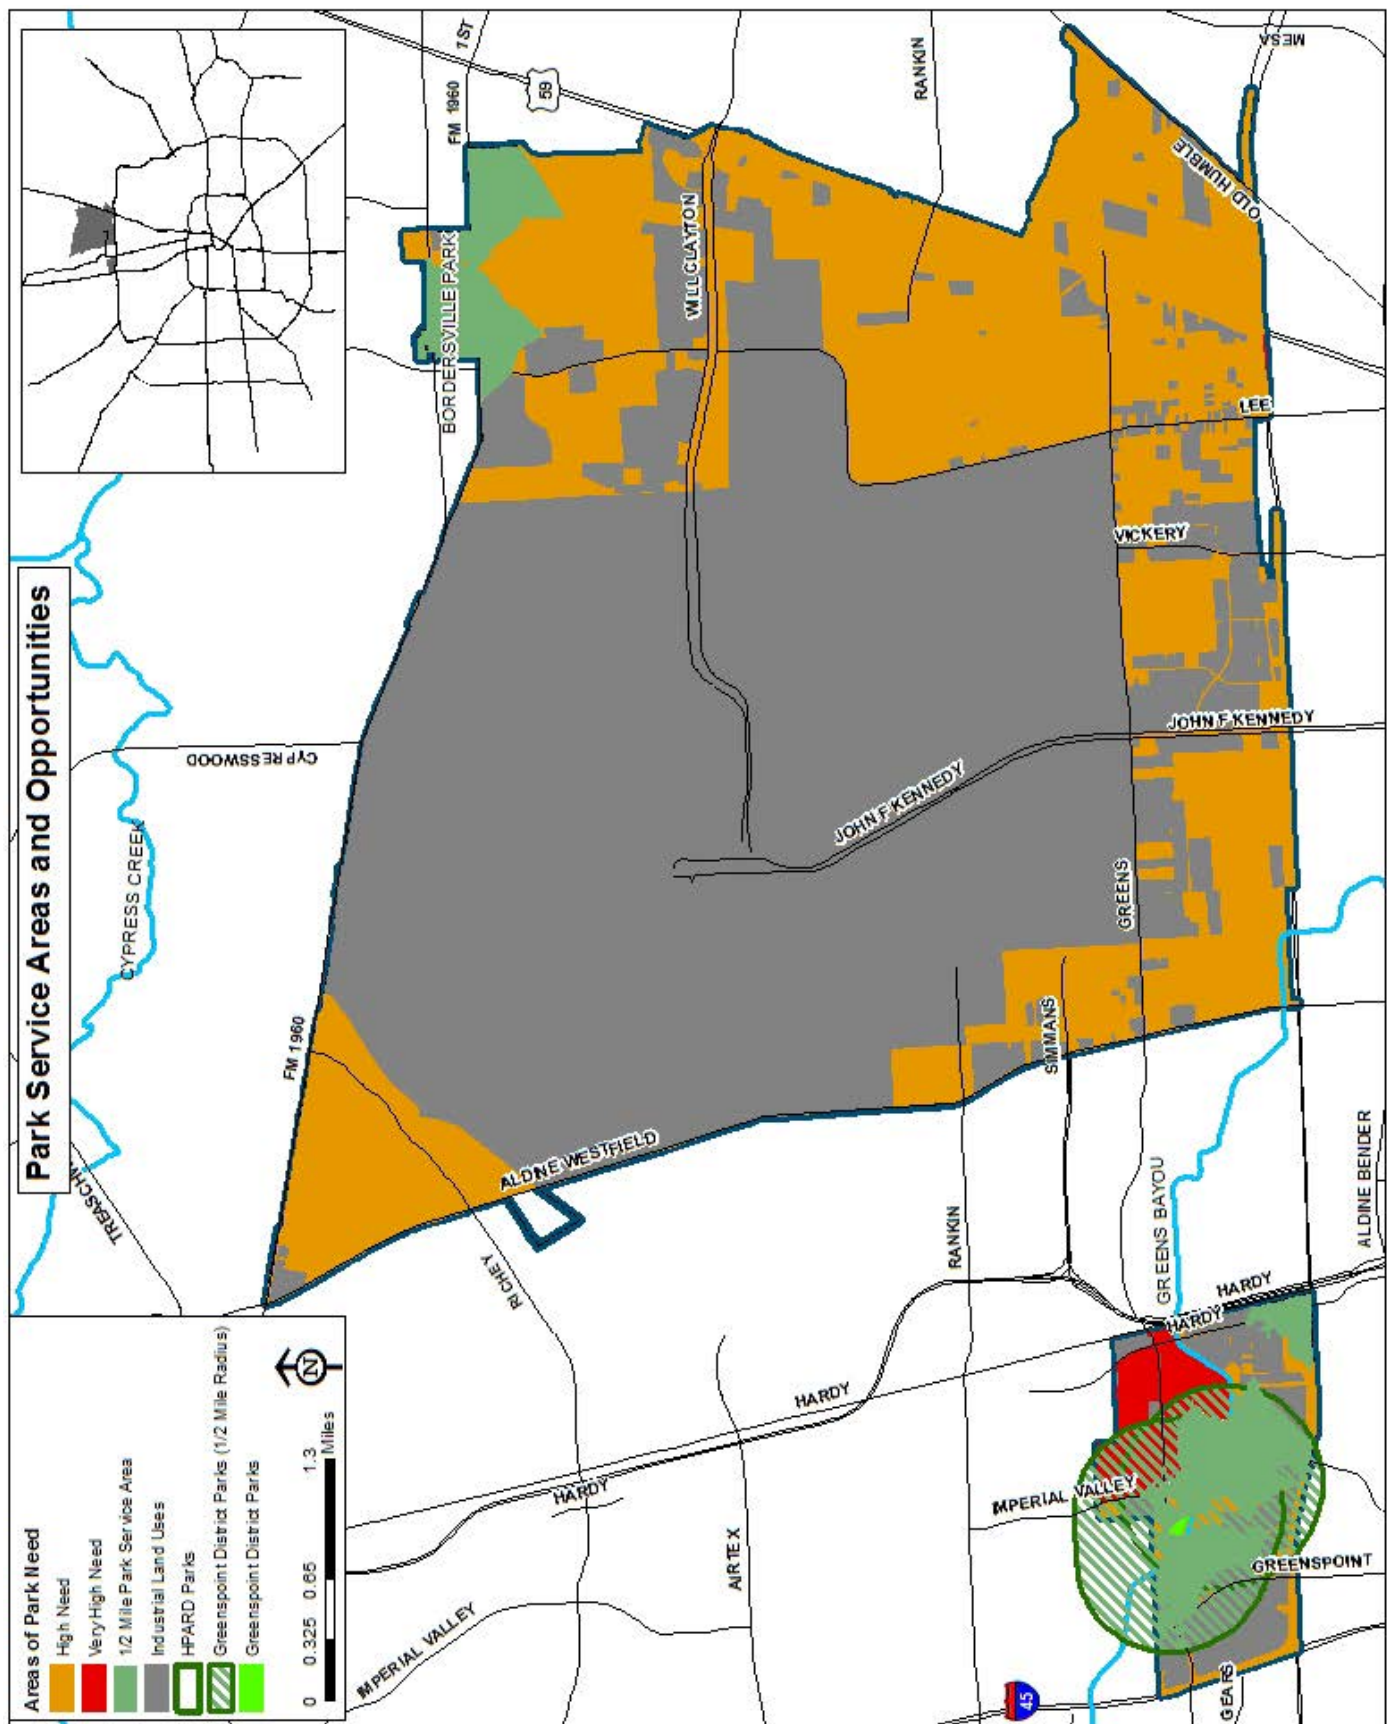 Park Service Areas and Opportunities
Areas of Park Need
High Need
Very High Need
1/2 Mile Park Service Area
Industrial Land Uses
HPARD Parks
Greenspoint District Parks (1/2 Mile Radius)
Greenspoint District Parks
N
0 0.325 0.65 1.3
Miles
CYPRESS CREEK
CYPRESSWOOD
FM 1960
FM 1960
1ST
59
BORDERSVILLE PARK
WILL CLAYTON
RANKIN
MESA
OLD HUMBLE
LEE
VICKERY
JOHN F KENNEDY
JOHN F KENNEDY
GREENS
SIMMANS
RANKIN
ALDINE WESTFIELD
RICHEY
HARDY
HARDY
AIRTEX
IMPERIAL VALLEY
IMPERIAL VALLEY
GREENS BAYOU
HARDY
HARDY
ALDINE BENDER
GREENSPOINT
GEARS
45